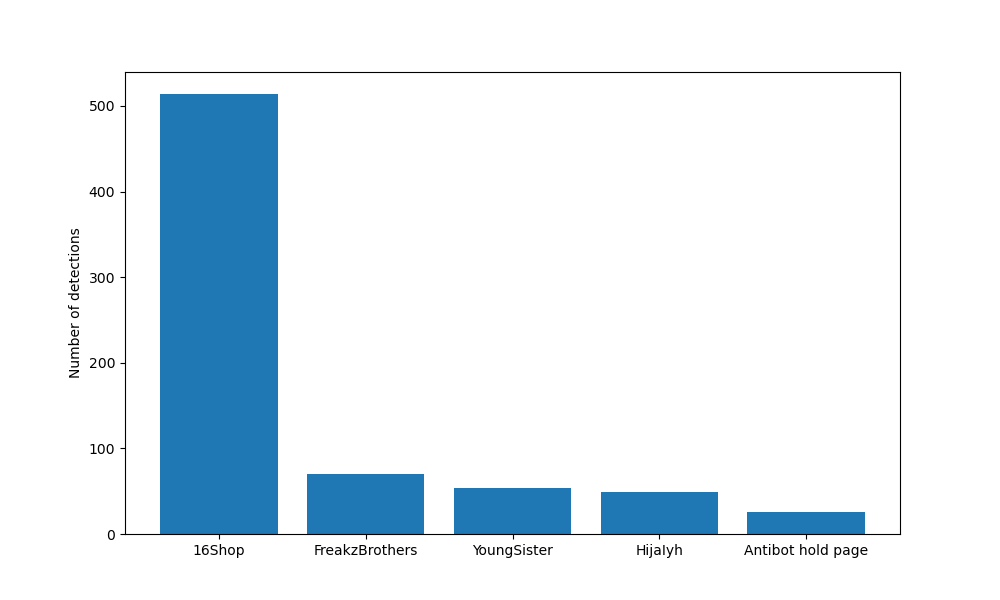 500
400
300
200
100
0
Number of detections
16Shop
FreakzBrothers
YoungSister
HijaIyh
Antibot hold page